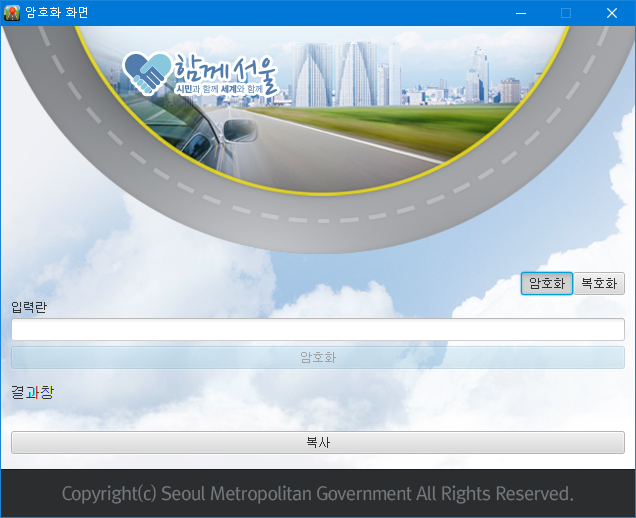 암호화 화면
함께 서울
시민과 함께 세계와 함께
암호화 복호화
입력란
암호화
결과창
복사
Copyright(c) Seoul Metropolitan Government All Rights Reserved.